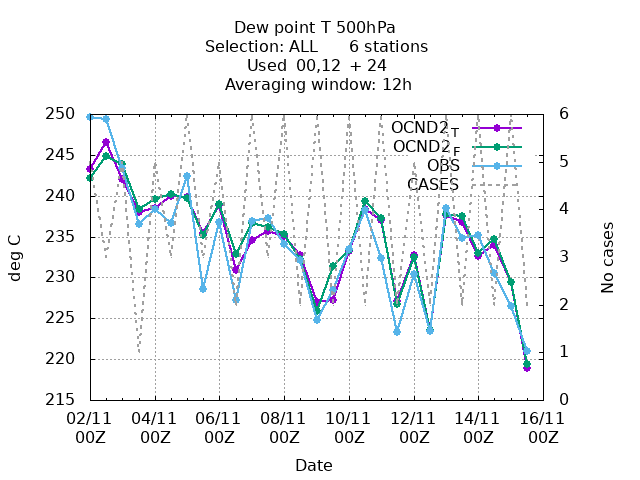 Dew point T 500hPa
Selection: ALL 6 stations
Used 00,12 + 24
Averaging window: 12h
250
245
240
235
230
225
220
215
deg C
6
5
4
3
2
1
0
No cases
OCND2_T
OCND2_F
OBS
CASES
02/11 04/11 06/11 08/11 10/11 12/11 14/11 16/11
00Z 00Z 00Z 00Z 00Z 00Z 00Z 00Z
Date